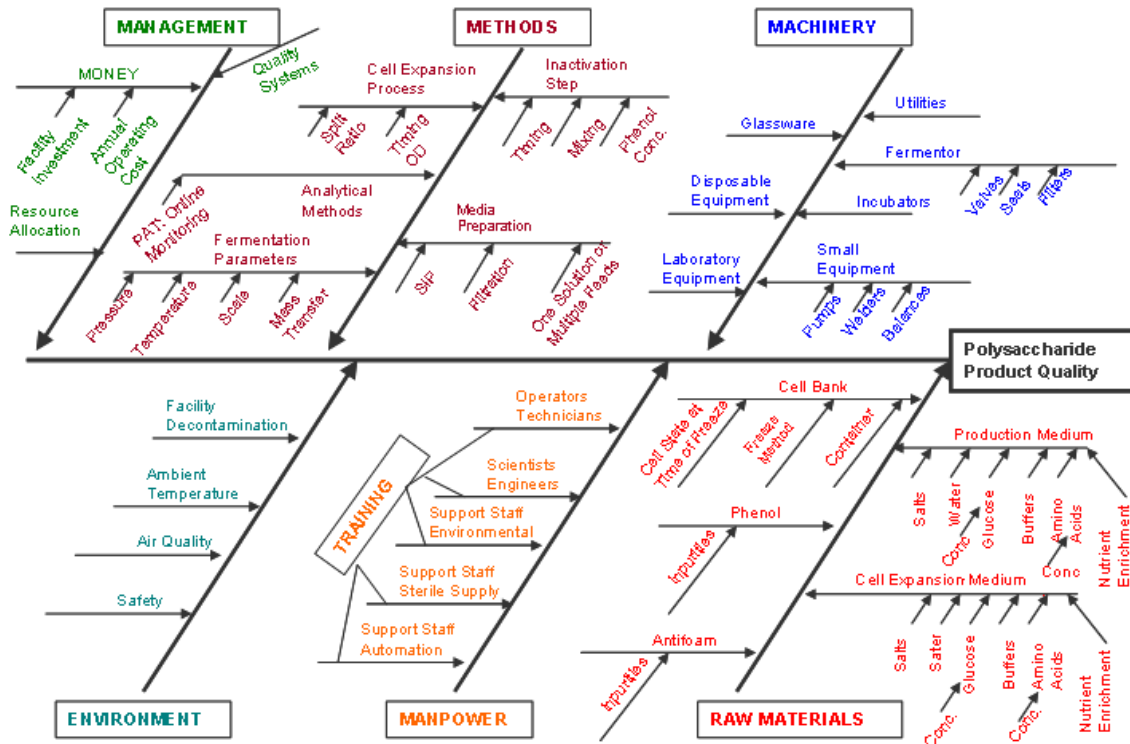 MANAGEMENT
METHODS
MACHINERY
MONEY
Quality
Systems
Facility
Investment
Annual
Operating
Cost
Resource
Allocation
Cell Expansion
Process
Split
Ratio
Timing
OD
Inactivation
Step
Timing
Mixing
Phenol
Conc.
Analytical
Methods
PAT: Online
Monitoring
Media
Preparation
SIP
Filtration
One Solution or
Multiple Feeds
Fermentation
Parameters
Pressure
Temperature
Scale
Mass
Transfer
Utilities
Glassware
Fermentor
Valves
Seals
Filters
Disposable
Equipment
Incubators
Laboratory
Equipment
Small
Equipment
Pumps
Welders
Balances
Polysaccharide
Product Quality
Facility
Decontamination
Ambient
Temperature
Air Quality
Safety
ENVIRONMENT
TRAINING
Operators
Technicians
Scientists
Engineers
Support Staff
Environmental
Support Staff
Sterile Supply
Support Staff
Automation
MANPOWER
Cell Bank
Cell State at
Time of Freeze
Freeze
Method
Container
Production Medium
Salts
Water
Glucose
Conc
Buffers
Amino
Acids
Conc
Nutrient
Enrichment
Phenol
Inpurities
Cell Expansion Medium
Salts
Sater
Glucose
Conc.
Buffers
Amino
Acids
Conc.
Nutrient
Enrichment
Antifoam
Inpurities
RAW MATERIALS